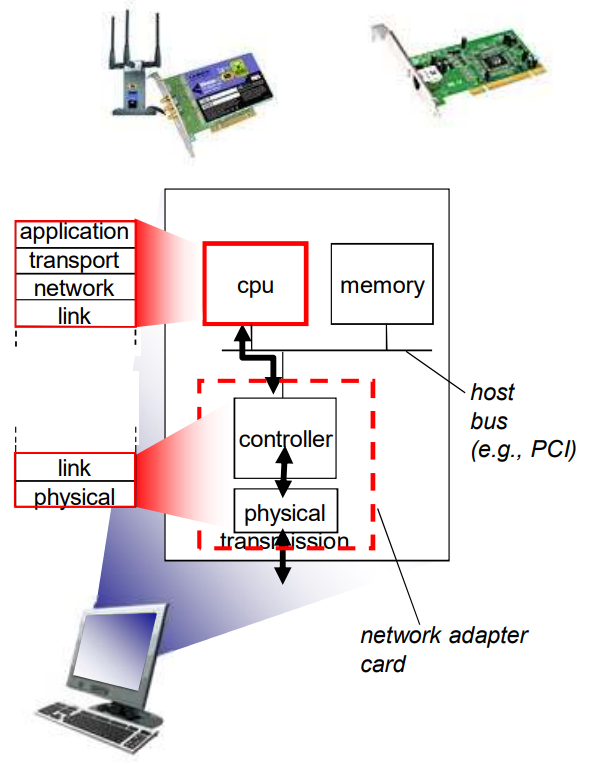 application
transport
network
link
cpu
memory
host
bus
(e.g., PCI)
controller
link
physical
physical
transmission
network adapter
card